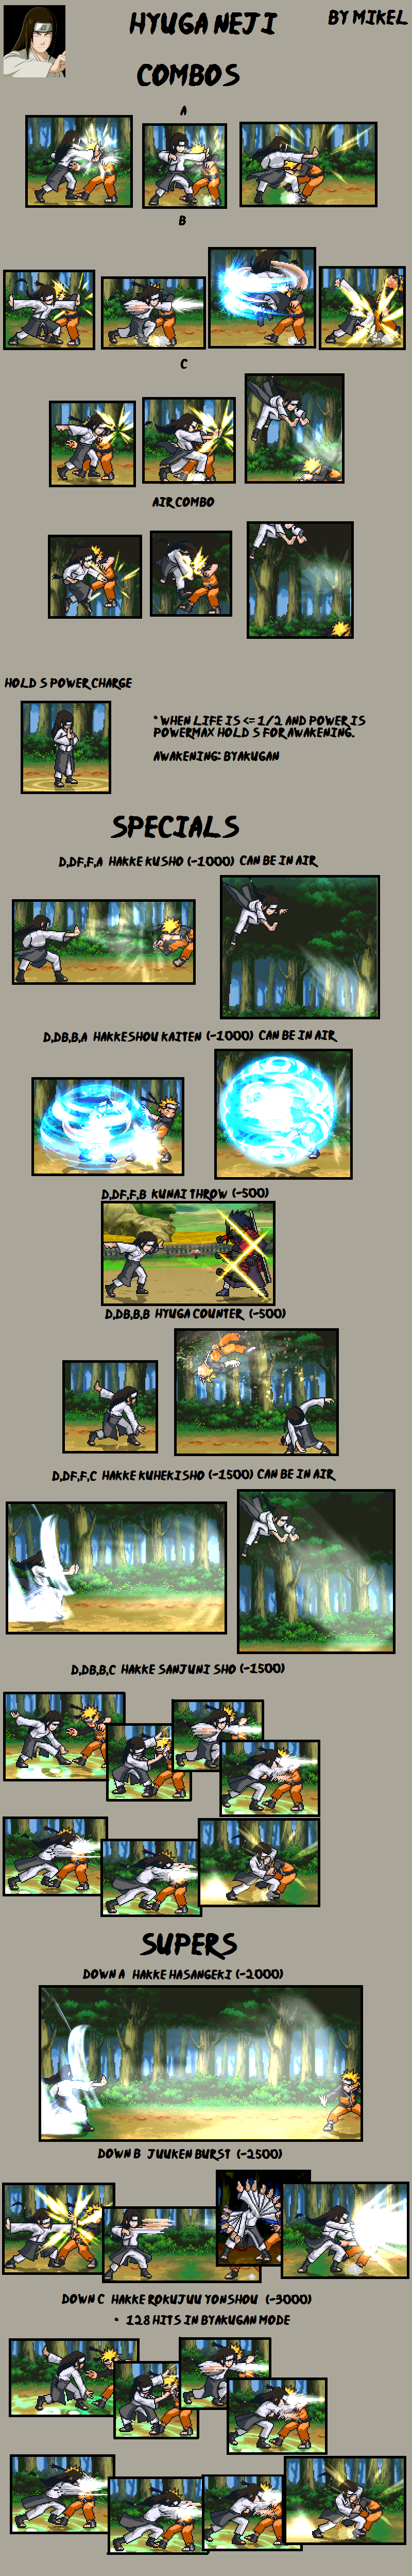 HYUGA NEJI
BY MIKEL
COMBOS
A
B
C
AIR COMBO
HOLD S POWER CHARGE
* WHEN LIFE IS <= 1/2 AND POWER IS
POWERMAX HOLD S FOR AWAKENING.
AWAKENING: BYAKUGAN
SPECIALS
D,DF,F,A HAKKE KUSHO (-1000) CAN BE IN AIR
D,DB,B,A HAKKESHOU KAITEN (-1000) CAN BE IN AIR
D,DF,F,B KUNAI THROW (-500)
D,DB,B,B HYUGA COUNTER (-500)
D,DF,F,C HAKKE KUHEKISHO (-1500) CAN BE IN AIR
D,DB,B,C HAKKE SANJUNI SHO (-1500)
SUPERS
DOWN A HAKKE HASANGEKI (-2000)
DOWN B JUUKEN BURST (-2500)
DOWN C HAKKE ROKUJUU YONSHOU (-3000)
* 128 HITS IN BYAKUGAN MODE